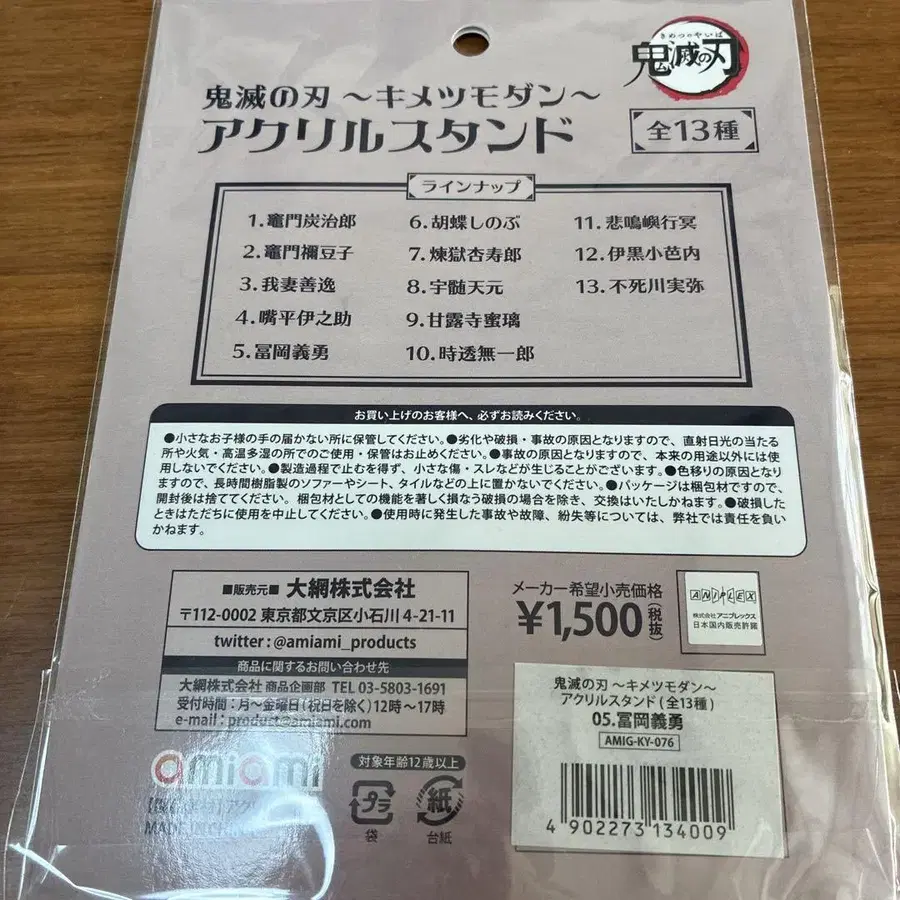 きめつのやいば
鬼滅の刃
鬼滅の刃 〜キメツモダン〜
アクリルスタンド
全13種
ラインナップ
1.竈門炭治郎
2.竈門禰豆子
3.我妻善逸
4.嘴平伊之助
5.冨岡義勇
6.胡蝶しのぶ
7.煉獄杏寿郎
8.宇髄天元
9.甘露寺蜜璃
10.時透無一郎
11.悲鳴嶼行冥
12.伊黒小芭内
13.不死川実弥
お買い上げのお客様へ、必ずお読みください。
●小さなお子様の手の届かない所に保管してください。●劣化や破損・事故の原因となりますので、直射日光の当たる
所や火気・高温多湿の所でのご使用・保管はお止めください。●事故の原因となりますので、本来の用途以外には使
用しないでください。●製造過程で止むを得ず、小さな傷・スレなどが生じることがございます。●色移りの原因となり
ますので、長時間樹脂製のソファーやシート、タイルなどの上に置かないでください。●パッケージは梱包材ですので、
開封後は捨ててください。梱包材としての機能を著しく損なう破損の場合を除き、交換はいたしかねます。●破損した
ときはただちに使用を中止してください。●使用時に発生した事故や故障、紛失等については、弊社では責任を負い
かねます。
■販売元■ 大網株式会社
〒112-0002 東京都文京区小石川 4-21-11
twitter : @amiami_products
商品に関するお問い合わせ先
大網株式会社 商品企画部 TEL 03-5803-1691
受付時間：月〜金曜日(祝日を除く)12時〜17時
e-mail : product@amiami.com
メーカー希望小売価格
¥1,500(税抜)
ANIPLEX
株式会社アニプレックス
日本国内販売許諾
鬼滅の刃 〜キメツモダン〜
アクリルスタンド(全13種)
05.冨岡義勇
AMIG-KY-076
4 902273 134009
amiami
MADE IN CHINA
対象年齢12歳以上
プラ
袋
紙
台紙